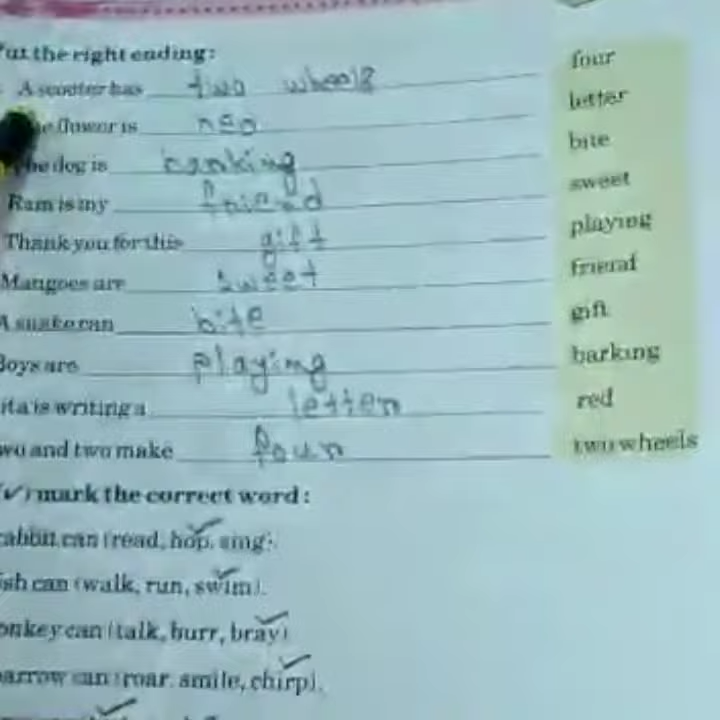 Put the right ending:
A scooter has two wheels
four
The flower is red
letter
The dog is barking
bite
Ram is my friend
sweet
Thank you for this gift
playing
Mangoes are sweet
friend
A snake can bite
gift
Boys are playing
barking
ita is writing a letter
red
wo and two make four
two wheels
(✓) mark the correct word:
rabbit can (read, hop, sing).
ish can (walk, run, swim).
onkey can (talk, burr, bray)
parrow can (roar, smile, chirp).